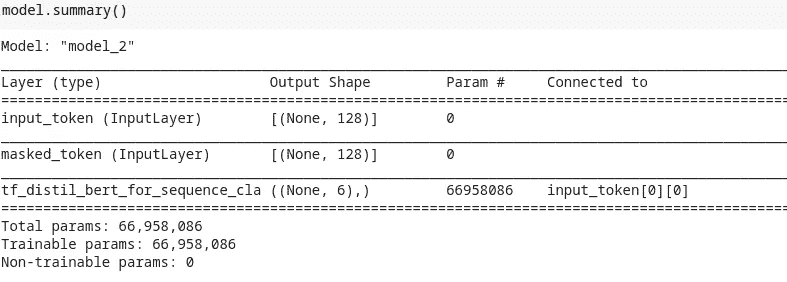 model.summary()
Model: "model_2"
Layer (type) Output Shape Param # Connected to
input_token (InputLayer) [(None, 128)] 0
masked_token (InputLayer) [(None, 128)] 0
tf_distil_bert_for_sequence_cla ((None, 6),) 66958086 input_token[0][0]
Total params: 66,958,086
Trainable params: 66,958,086
Non-trainable params: 0